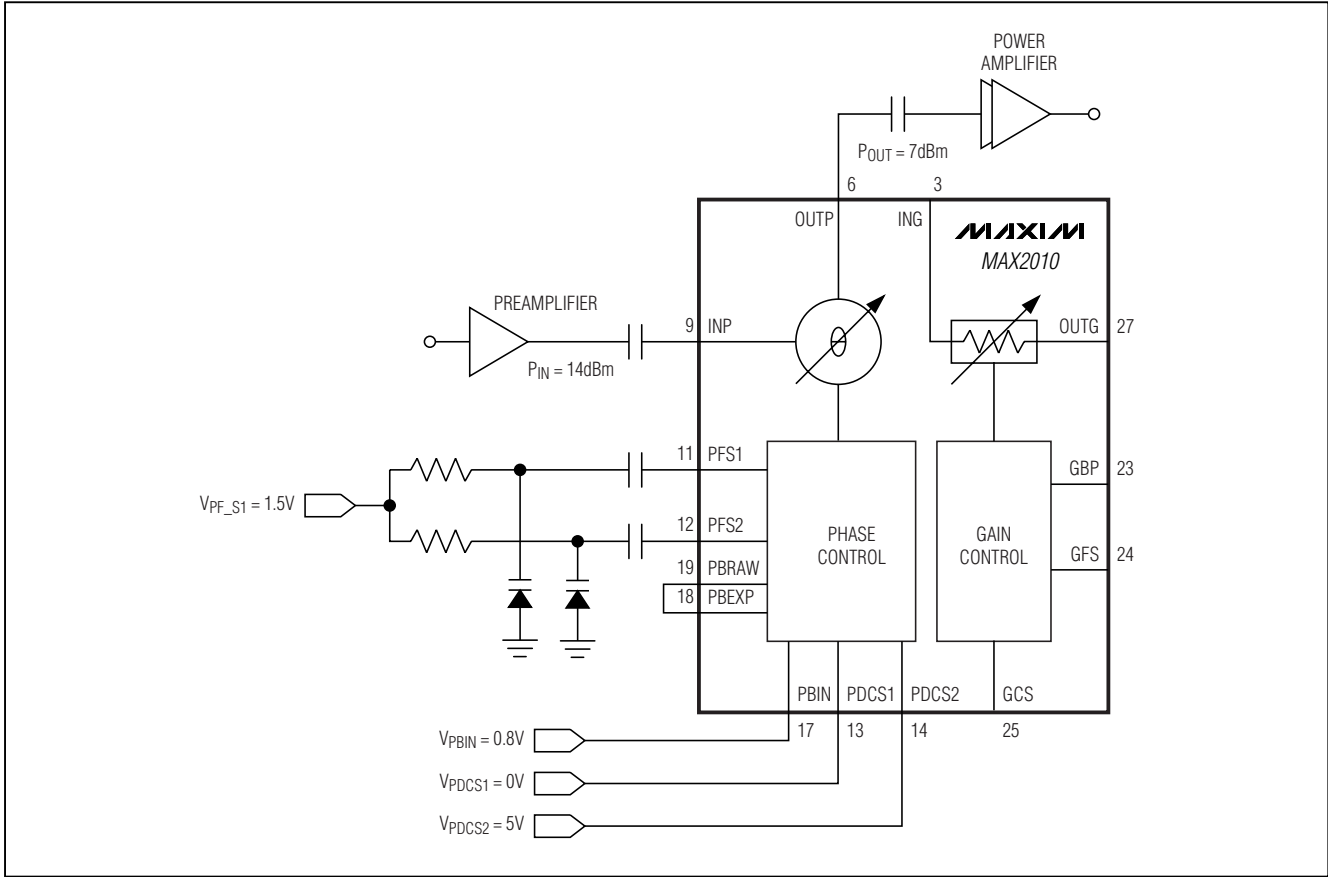 POWER
AMPLIFIER
POUT = 7dBm
6
3
OUTP
ING
MAXIM
MAX2010
PREAMPLIFIER
9
INP
OUTG
27
PIN = 14dBm
θ
11
PFS1
GBP
23
VPF_S1 = 1.5V
12
PFS2
PHASE
CONTROL
GAIN
CONTROL
GFS
24
19
PBRAW
18
PBEXP
PBIN
PDCS1
PDCS2
GCS
17
13
14
25
VPBIN = 0.8V
VPDCS1 = 0V
VPDCS2 = 5V